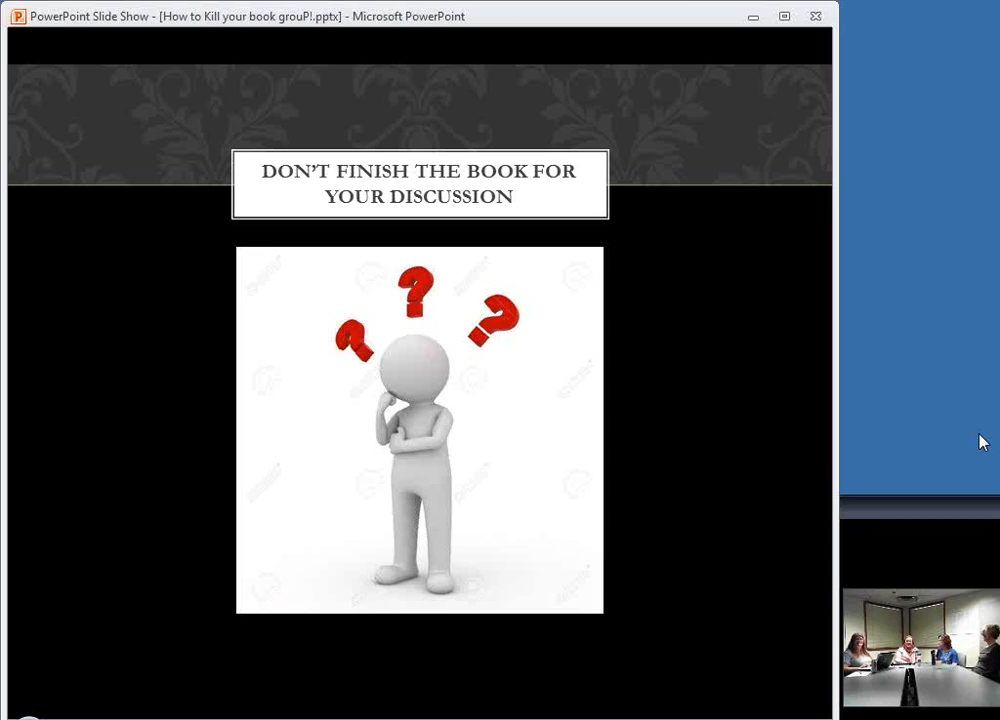 PowerPoint Slide Show - [How to Kill your book grouP!.pptx] - Microsoft PowerPoint
DON'T FINISH THE BOOK FOR
YOUR DISCUSSION